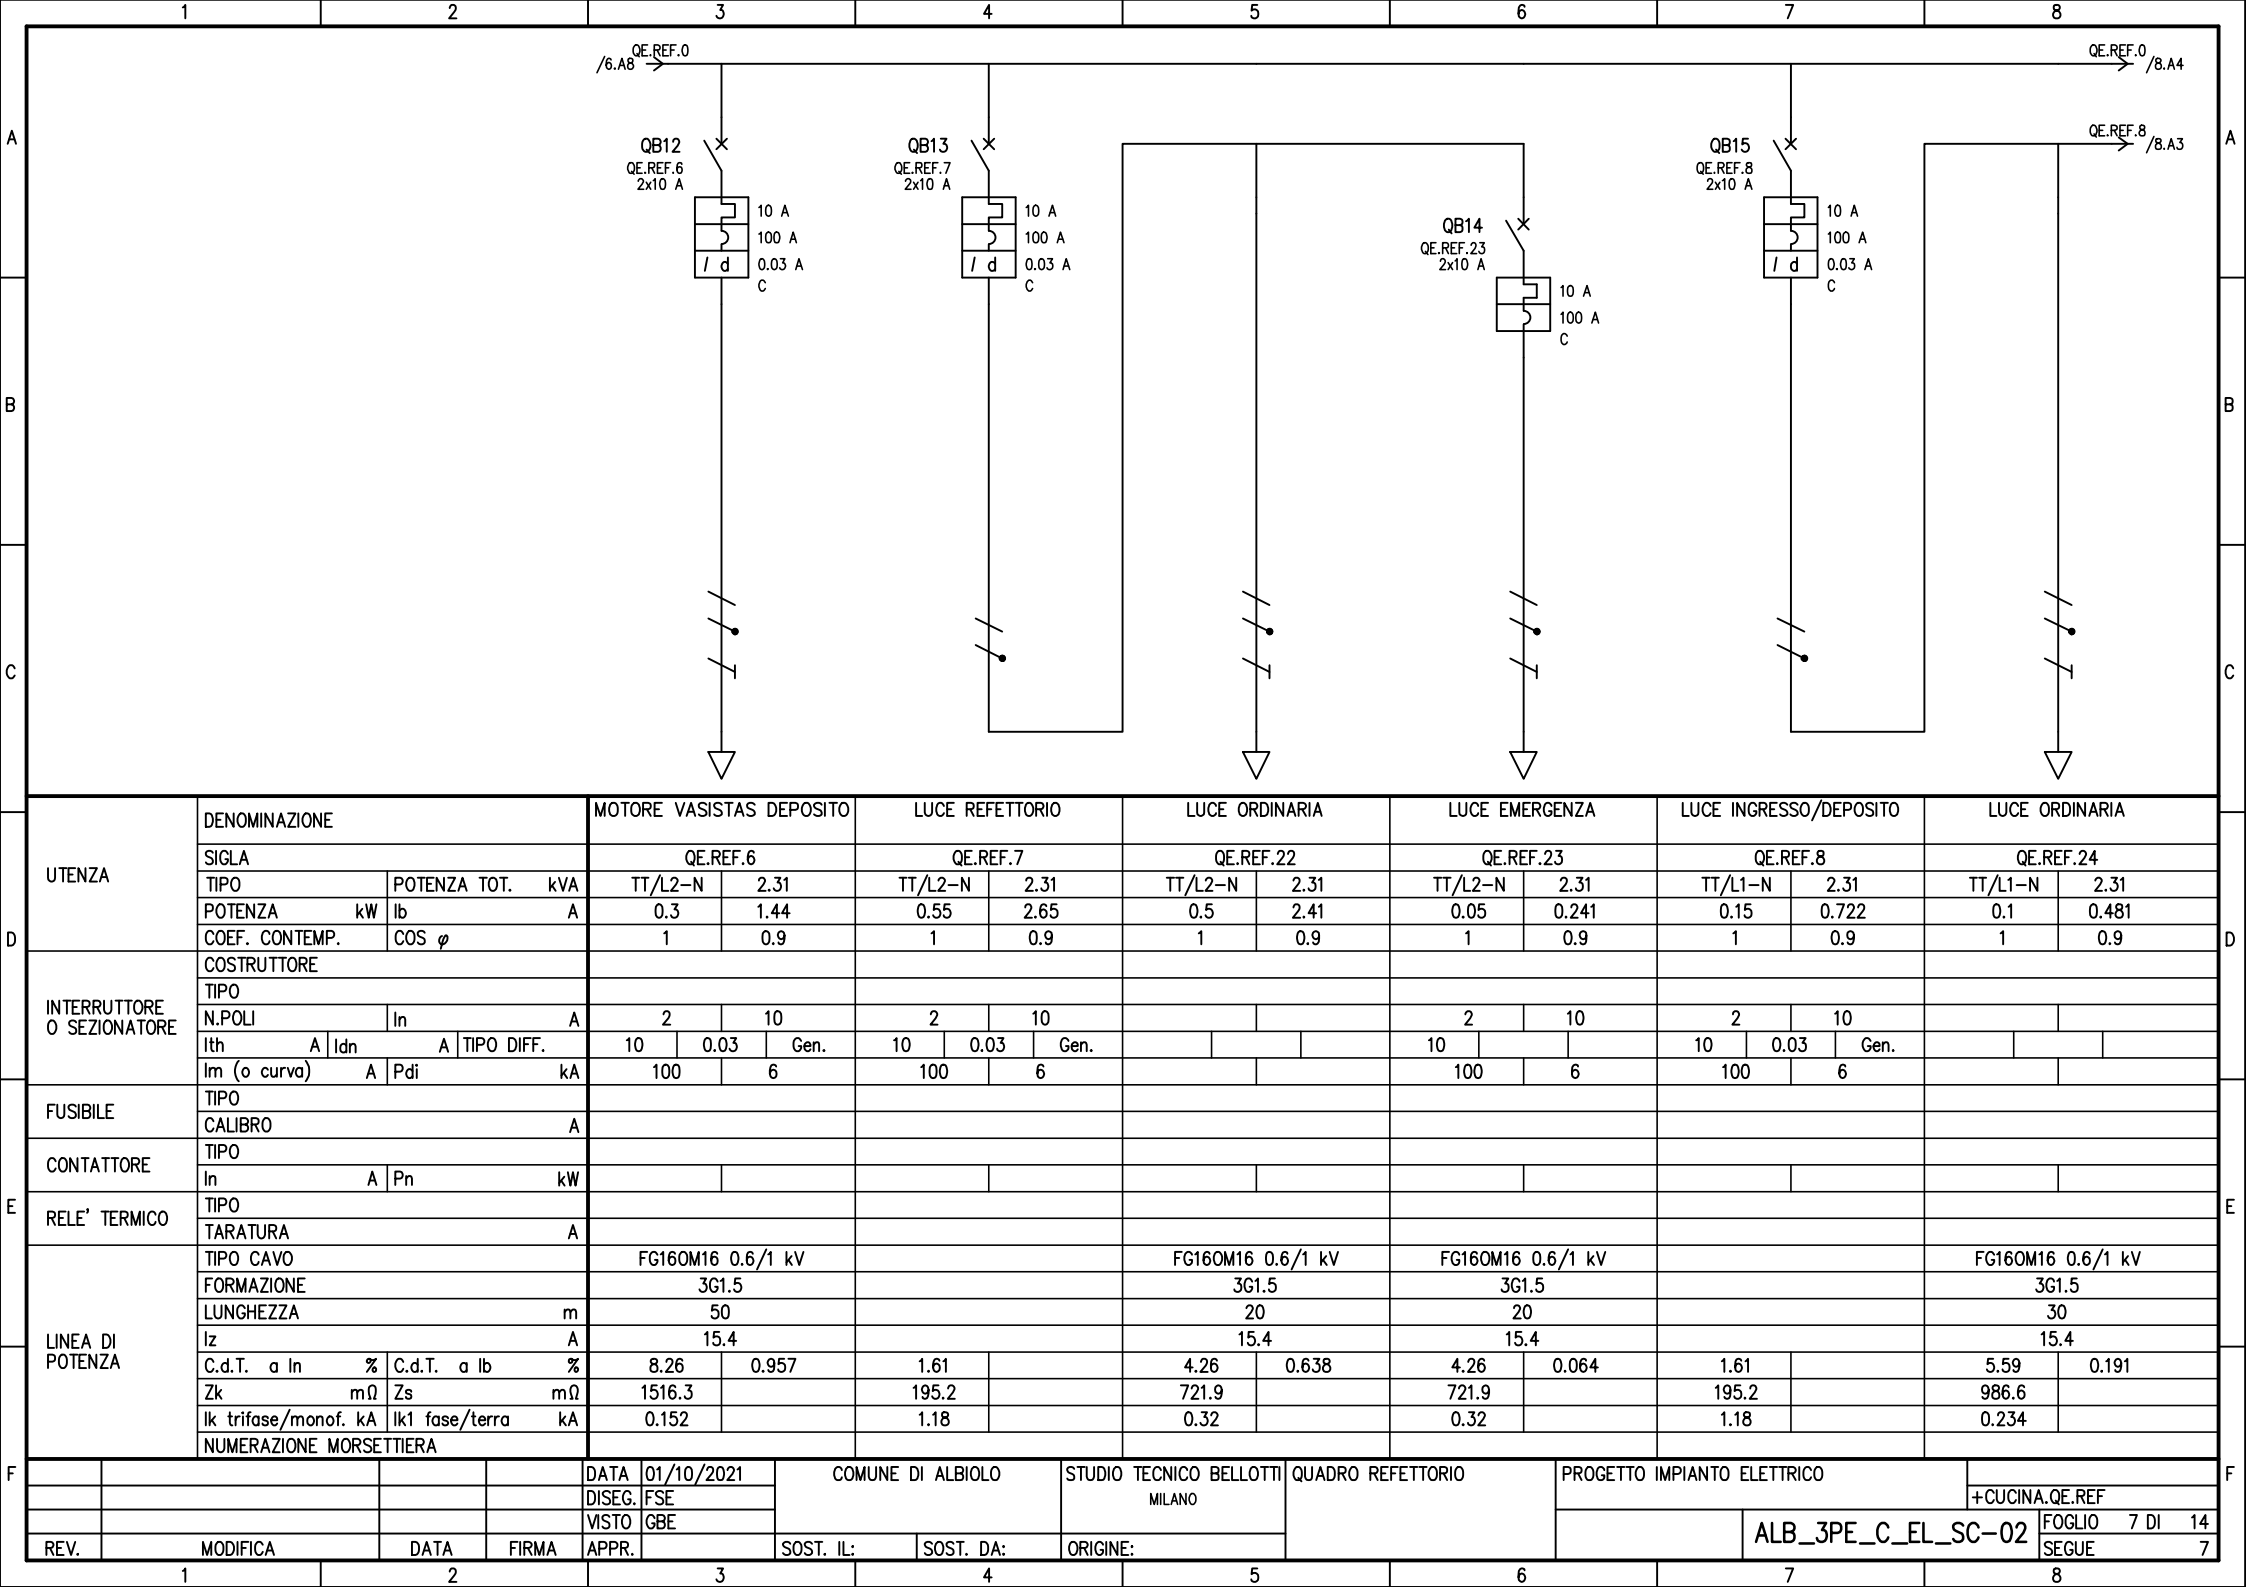 1 2 3 4 5 6 7 8
QE.REF.0 QE.REF.0
/6.A8 /8.A4
A A
QE.REF.8
/8.A3
QB12 QB13 QB15
QE.REF.6 QE.REF.7 QE.REF.8
2x10 A 2x10 A 2x10 A
10 A 10 A 10 A
QB14
100 A 100 A 100 A
QE.REF.23
I d 0.03 A I d 0.03 A 2x10 A I d 0.03 A
C C C
10 A
100 A
C
B B
C C
UTENZA
DENOMINAZIONE MOTORE VASISTAS DEPOSITO LUCE REFETTORIO LUCE ORDINARIA LUCE EMERGENZA LUCE INGRESSO/DEPOSITO LUCE ORDINARIA
SIGLA QE.REF.6 QE.REF.7 QE.REF.22 QE.REF.23 QE.REF.8 QE.REF.24
TIPO POTENZA TOT. kVA TT/L2-N 2.31 TT/L2-N 2.31 TT/L2-N 2.31 TT/L2-N 2.31 TT/L1-N 2.31 TT/L1-N 2.31
POTENZA kW Ib A 0.3 1.44 0.55 2.65 0.5 2.41 0.05 0.241 0.15 0.722 0.1 0.481
D COEF. CONTEMP. COS φ 1 0.9 1 0.9 1 0.9 1 0.9 1 0.9 1 0.9 D
INTERRUTTORE
O SEZIONATORE
COSTRUTTORE
TIPO
N.POLI In A 2 10 2 10 2 10 2 10
Ith A Idn A TIPO DIFF. 10 0.03 Gen. 10 0.03 Gen. 10 10 0.03 Gen.
Im (o curva) A Pdi kA 100 6 100 6 100 6 100 6
FUSIBILE
TIPO
CALIBRO A
CONTATTORE
TIPO
In A Pn kW
E E
RELE' TERMICO
TIPO
TARATURA A
LINEA DI
POTENZA
TIPO CAVO FG16OM16 0.6/1 kV FG16OM16 0.6/1 kV FG16OM16 0.6/1 kV FG16OM16 0.6/1 kV
FORMAZIONE 3G1.5 3G1.5 3G1.5 3G1.5
LUNGHEZZA m 50 20 20 30
Iz A 15.4 15.4 15.4 15.4
C.d.T. a In % C.d.T. a Ib % 8.26 0.957 1.61 4.26 0.638 4.26 0.064 1.61 5.59 0.191
Zk mΩ Zs mΩ 1516.3 195.2 721.9 721.9 195.2 986.6
Ik trifase/monof. kA Ik1 fase/terra kA 0.152 1.18 0.32 0.32 1.18 0.234
NUMERAZIONE MORSETTIERA
F F
DATA 01/10/2021 COMUNE DI ALBIOLO STUDIO TECNICO BELLOTTI QUADRO REFETTORIO PROGETTO IMPIANTO ELETTRICO
DISEG. FSE MILANO +CUCINA.QE.REF
VISTO GBE ALB_3PE_C_EL_SC-02 FOGLIO 7 DI 14
REV. MODIFICA DATA FIRMA APPR. SOST. IL: SOST. DA: ORIGINE: SEGUE 7
1 2 3 4 5 6 7 8